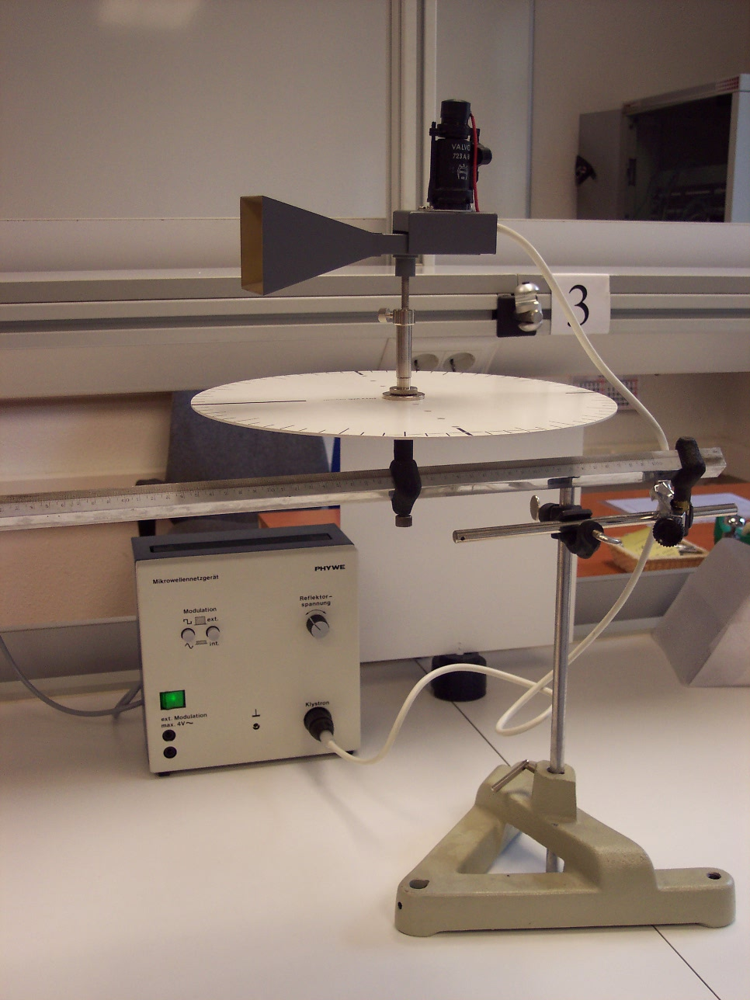 VALVO
723 A/B
3
PHYWE
Mikrowellennetzgerät
Reflektor-
spannung
Modulation
ext.
int.
ext. Modulation
max. 4V~
Klystron